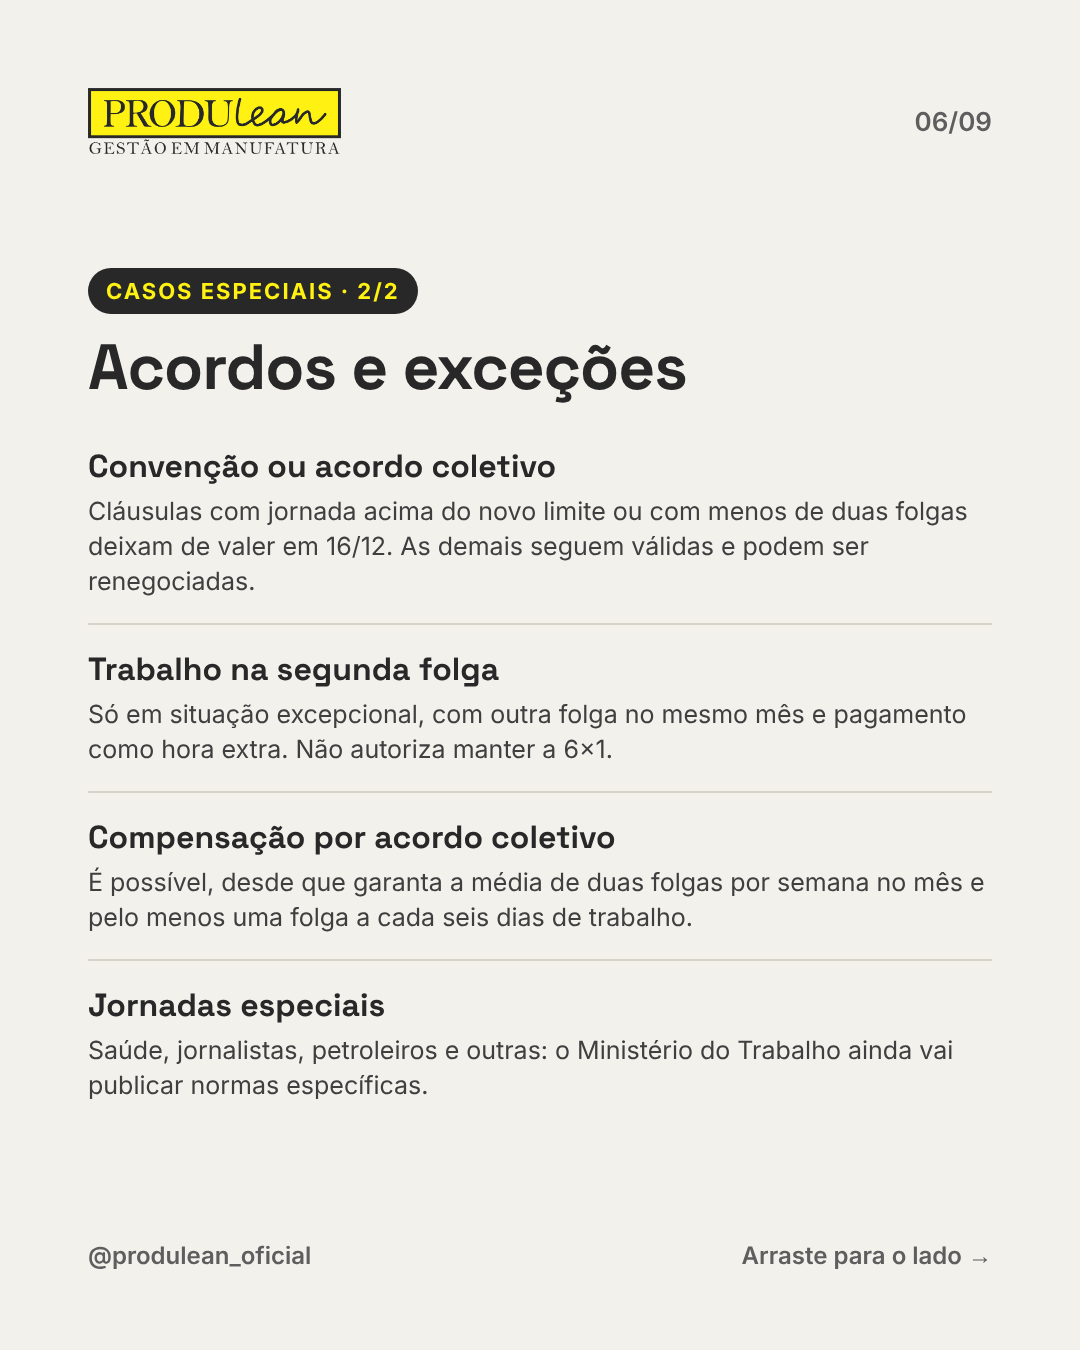 PRODUlean
GESTÃO EM MANUFATURA
06/09
CASOS ESPECIAIS · 2/2
Acordos e exceções
Convenção ou acordo coletivo
Cláusulas com jornada acima do novo limite ou com menos de duas folgas
deixam de valer em 16/12. As demais seguem válidas e podem ser
renegociadas.
Trabalho na segunda folga
Só em situação excepcional, com outra folga no mesmo mês e pagamento
como hora extra. Não autoriza manter a 6×1.
Compensação por acordo coletivo
É possível, desde que garanta a média de duas folgas por semana no mês e
pelo menos uma folga a cada seis dias de trabalho.
Jornadas especiais
Saúde, jornalistas, petroleiros e outras: o Ministério do Trabalho ainda vai
publicar normas específicas.
@produlean_oficial
Arraste para o lado →